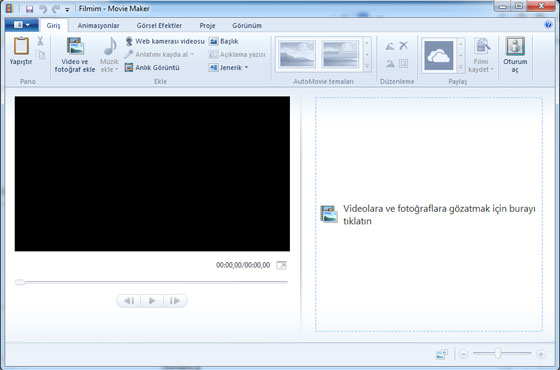 Filmim - Movie Maker
Giriş
Animasyonlar
Görsel Efektler
Proje
Görünüm
Yapıştır
Pano
Video ve
fotoğraf ekle
Müzik
ekle
Web kamerası videosu
Anlatımı kayda al
Anlık Görüntü
Başlık
Açıklama yazısı
Jenerik
Ekle
AutoMovie temaları
Düzenleme
Filmi
kaydet
Paylaş
Oturum
aç
00:00,00/00:00,00
Videolara ve fotoğraflara gözatmak için burayı
tıklatın